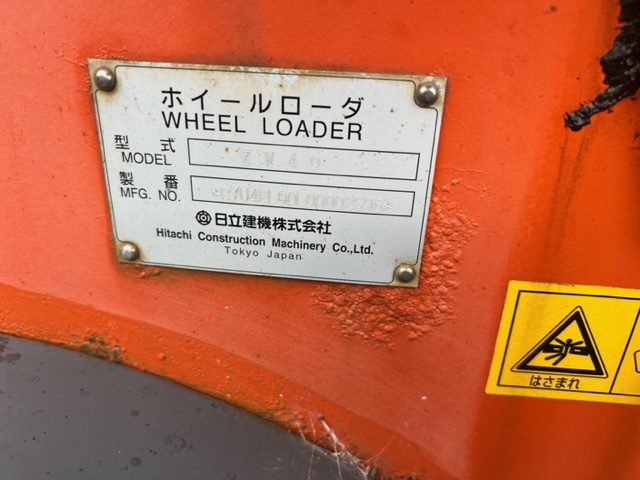 ホイールローダ
WHEEL LOADER
型式
MODEL ZW40
製番
MFG. NO.
日立建機株式会社
Hitachi Construction Machinery Co.,Ltd.
Tokyo Japan
はさまれ